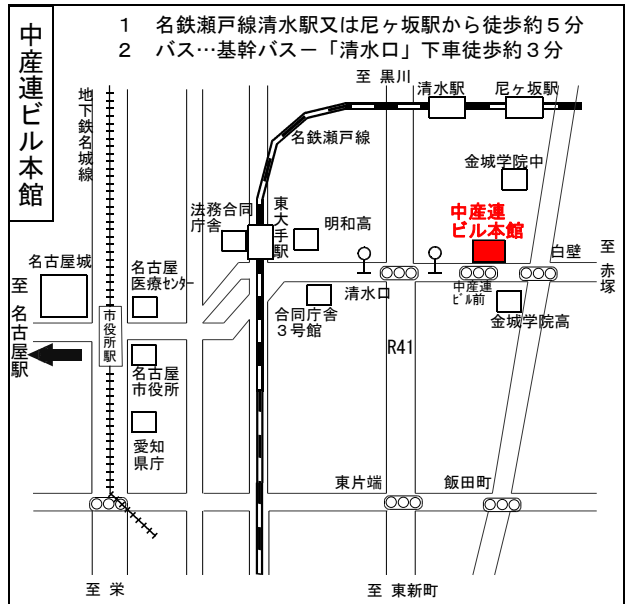 中産連ビル本館
1 名鉄瀬戸線清水駅又は尼ヶ坂駅から徒歩約５分
2 バス…基幹バス－「清水口」下車徒歩約３分
至 黒川
清水駅
尼ヶ坂駅
地下鉄名城線
名鉄瀬戸線
金城学院中
法務合同
庁舎
東大手駅
明和高
中産連
ビル本館
白壁
至 赤塚
名古屋城
名古屋
医療センター
清水口
中産連
ビル前
金城学院高
至 名古屋駅
市役所駅
合同庁舎
３号館
R41
名古屋
市役所
愛知
県庁
東片端
飯田町
至 栄
至 東新町